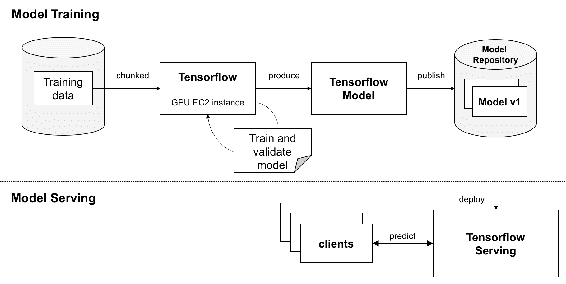 Model Training
Model
Repository
Training
data
chunked
Tensorflow
GPU EC2 instance
produce
Tensorflow
Model
publish
Model v1
Train and
validate
model
Model Serving
deploy
clients
predict
Tensorflow
Serving